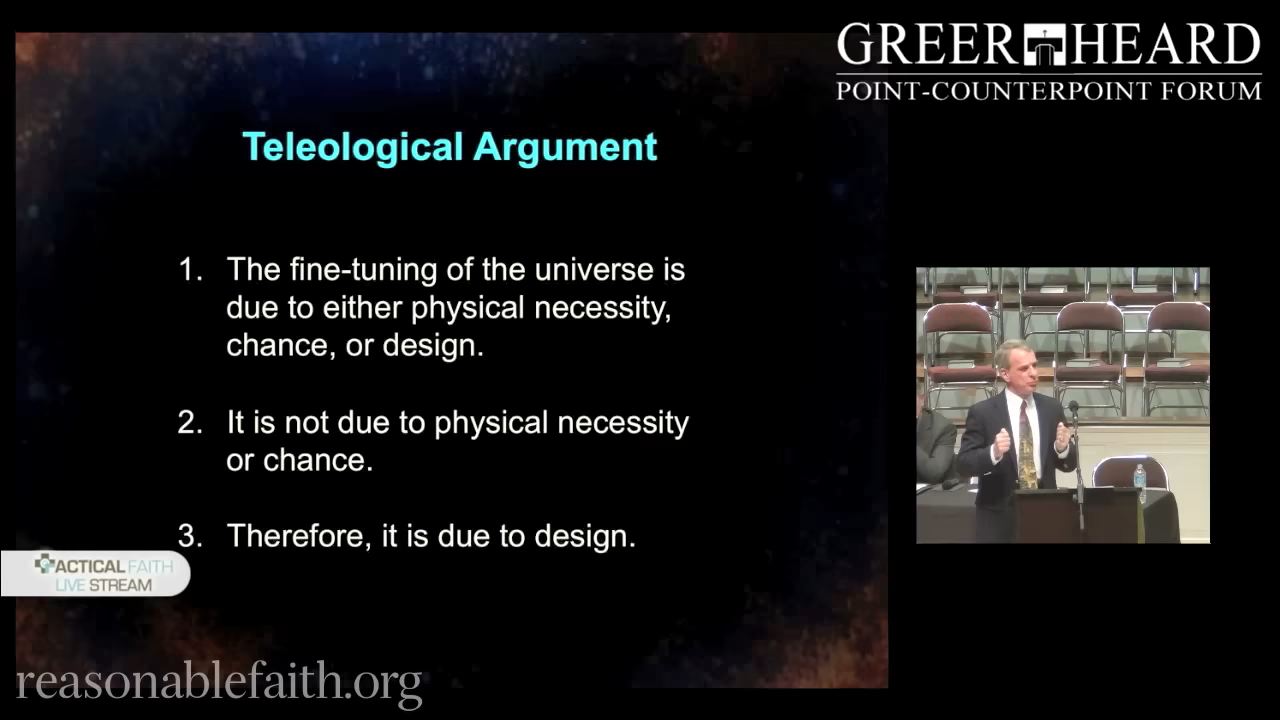 GREER HEARD
POINT-COUNTERPOINT FORUM
Teleological Argument
1. The fine-tuning of the universe is
due to either physical necessity,
chance, or design.
2. It is not due to physical necessity
or chance.
3. Therefore, it is due to design.
TACTICAL FAITH
LIVE STREAM
reasonablefaith.org